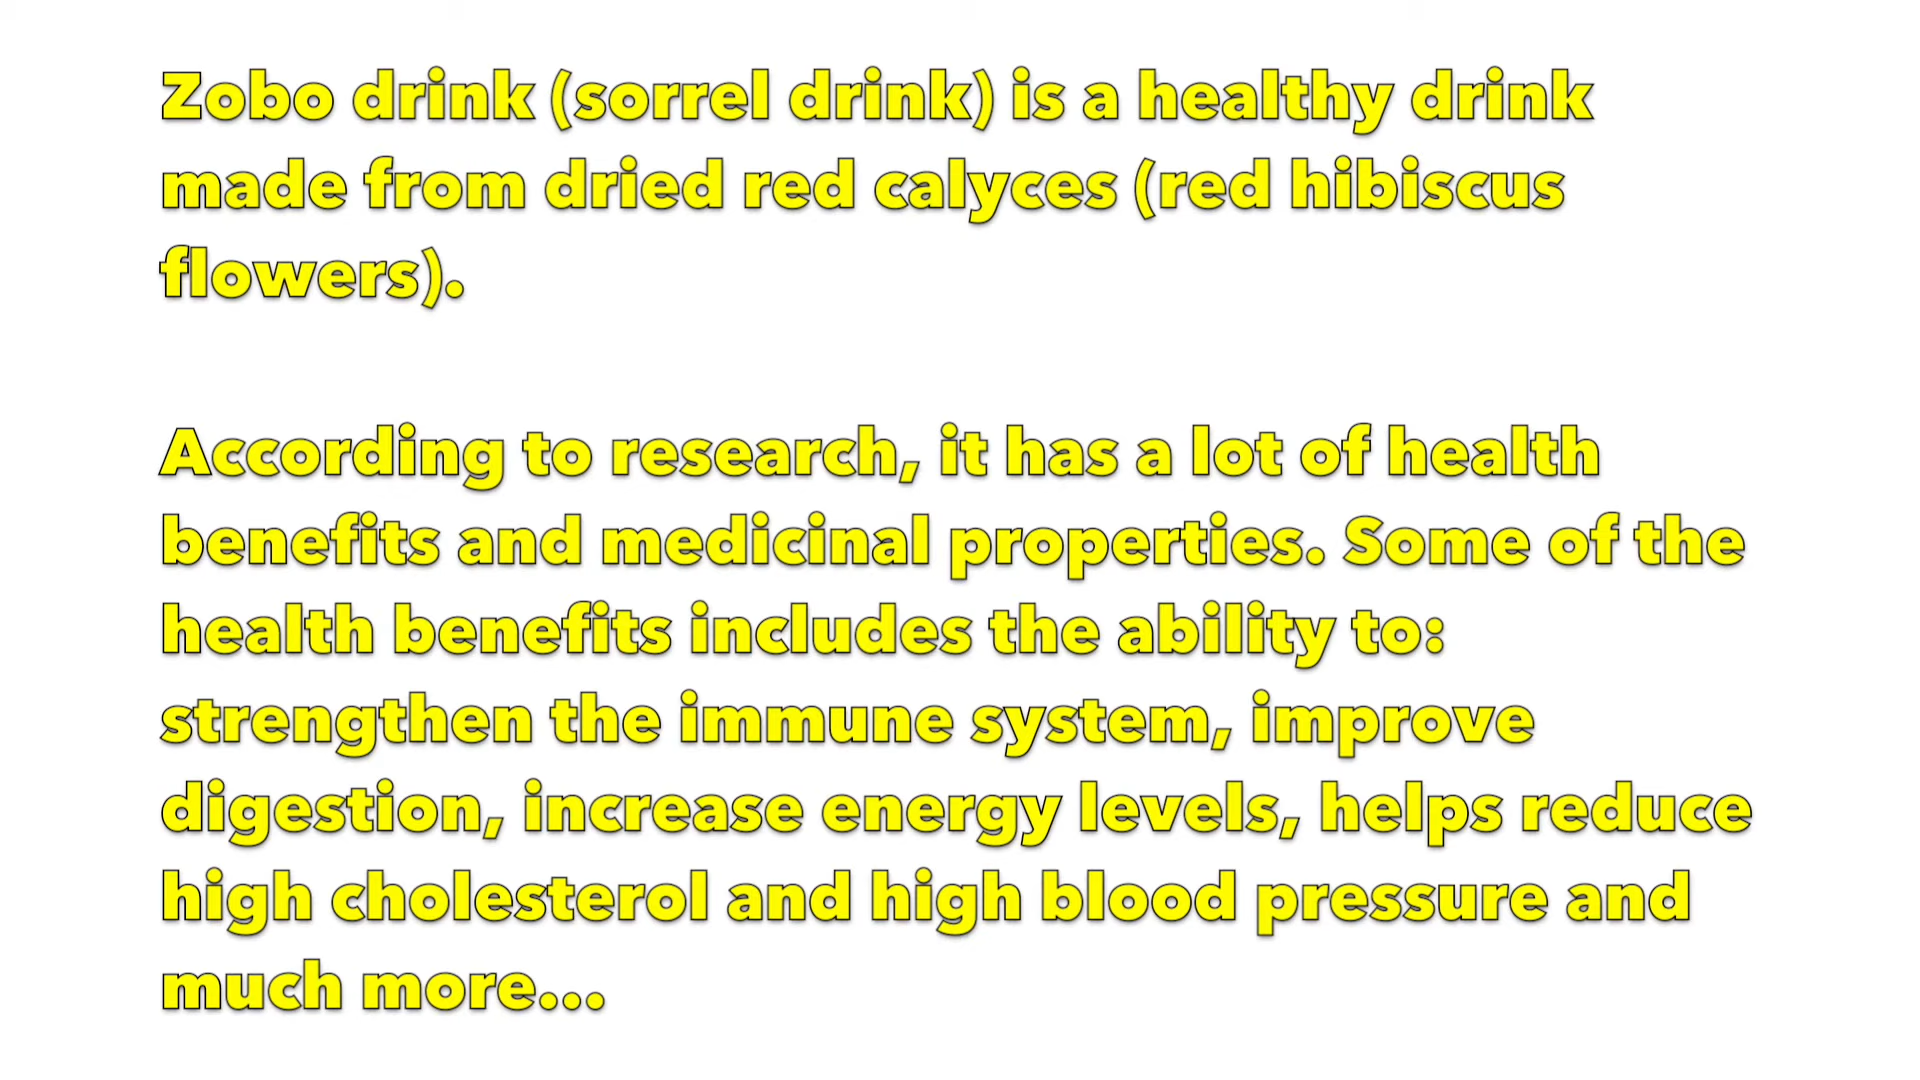 Zobo drink (sorrel drink) is a healthy drink
made from dried red calyces (red hibiscus
flowers).
According to research, it has a lot of health
benefits and medicinal properties. Some of the
health benefits includes the ability to:
strengthen the immune system, improve
digestion, increase energy levels, helps reduce
high cholesterol and high blood pressure and
much more...